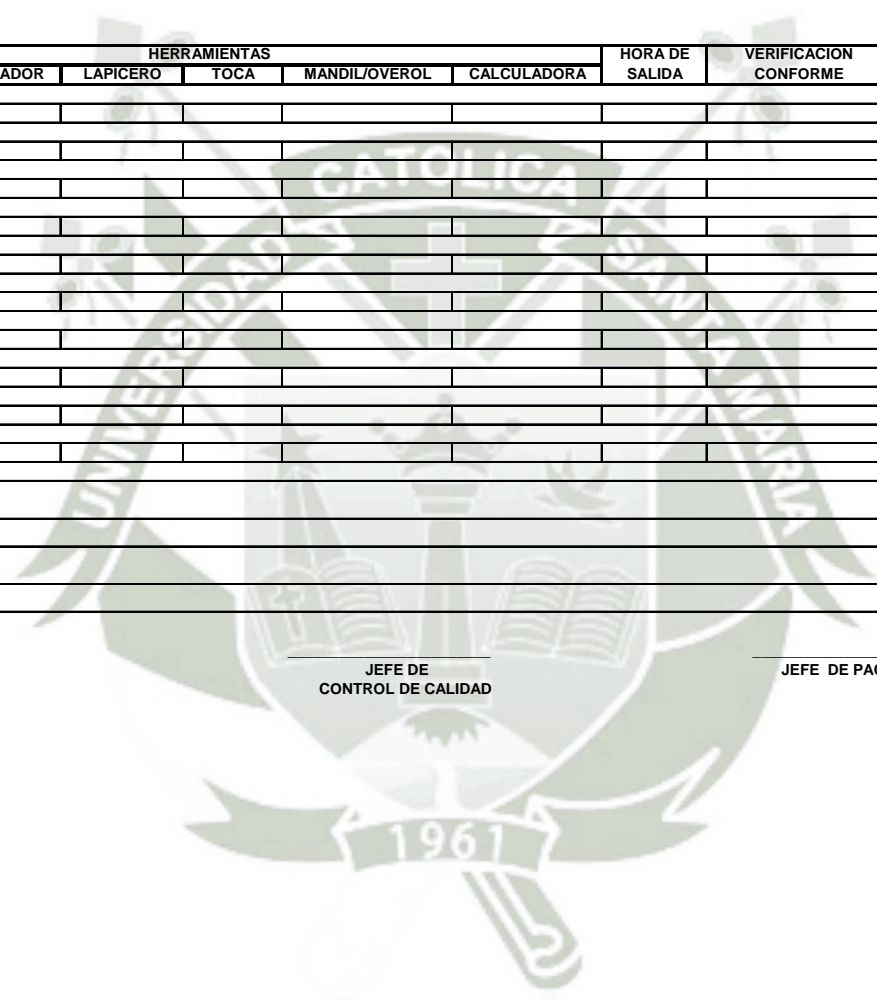 HERRAMIENTAS HORA DE VERIFICACION
ADOR LAPICERO TOCA MANDIL/OVEROL CALCULADORA SALIDA CONFORME
UNIVERSIDAD CATOLICA SANTA MARIA
JEFE DE JEFE DE PAC
CONTROL DE CALIDAD
1961